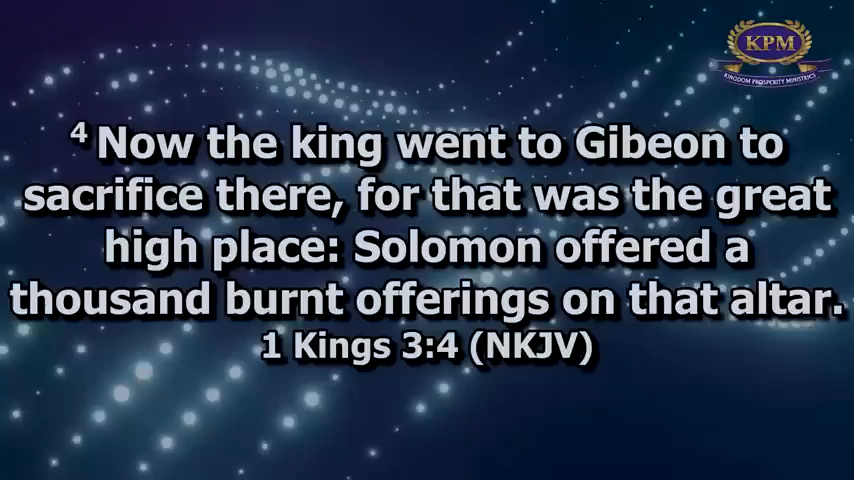 KPM
KINGDOM PROSPERITY MINISTRIES
4 Now the king went to Gibeon to
sacrifice there, for that was the great
high place: Solomon offered a
thousand burnt offerings on that altar.
1 Kings 3:4 (NKJV)